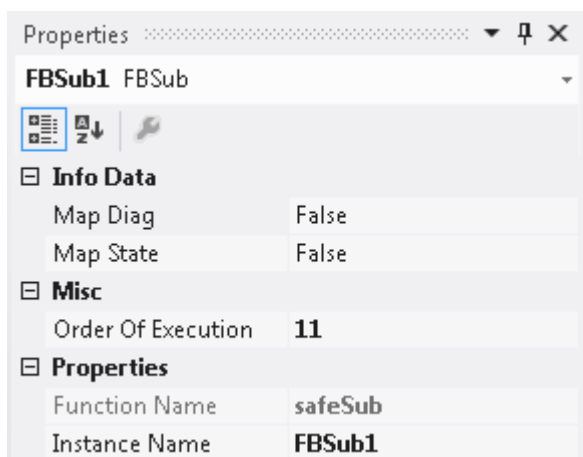 Properties
FBSub1 FBSub
Info Data
Map Diag False
Map State False
Misc
Order Of Execution 11
Properties
Function Name safeSub
Instance Name FBSub1